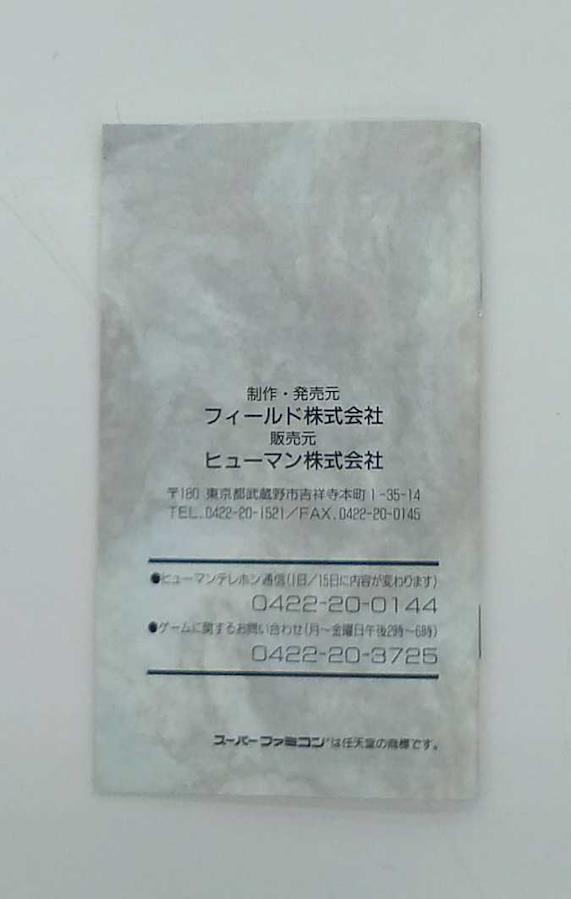 制作・発売元
フィールド株式会社
販売元
ヒューマン株式会社
〒180 東京都武蔵野市吉祥寺本町1-35-14
TEL.0422-20-1521／FAX.0422-20-0145
●ヒューマンテレホン通信(1日/15日に内容が変わります)
0422-20-0144
●ゲームに関するお問い合わせ(月～金曜日午後2時～6時)
0422-20-3725
スーパーファミコン®は任天堂の商標です。